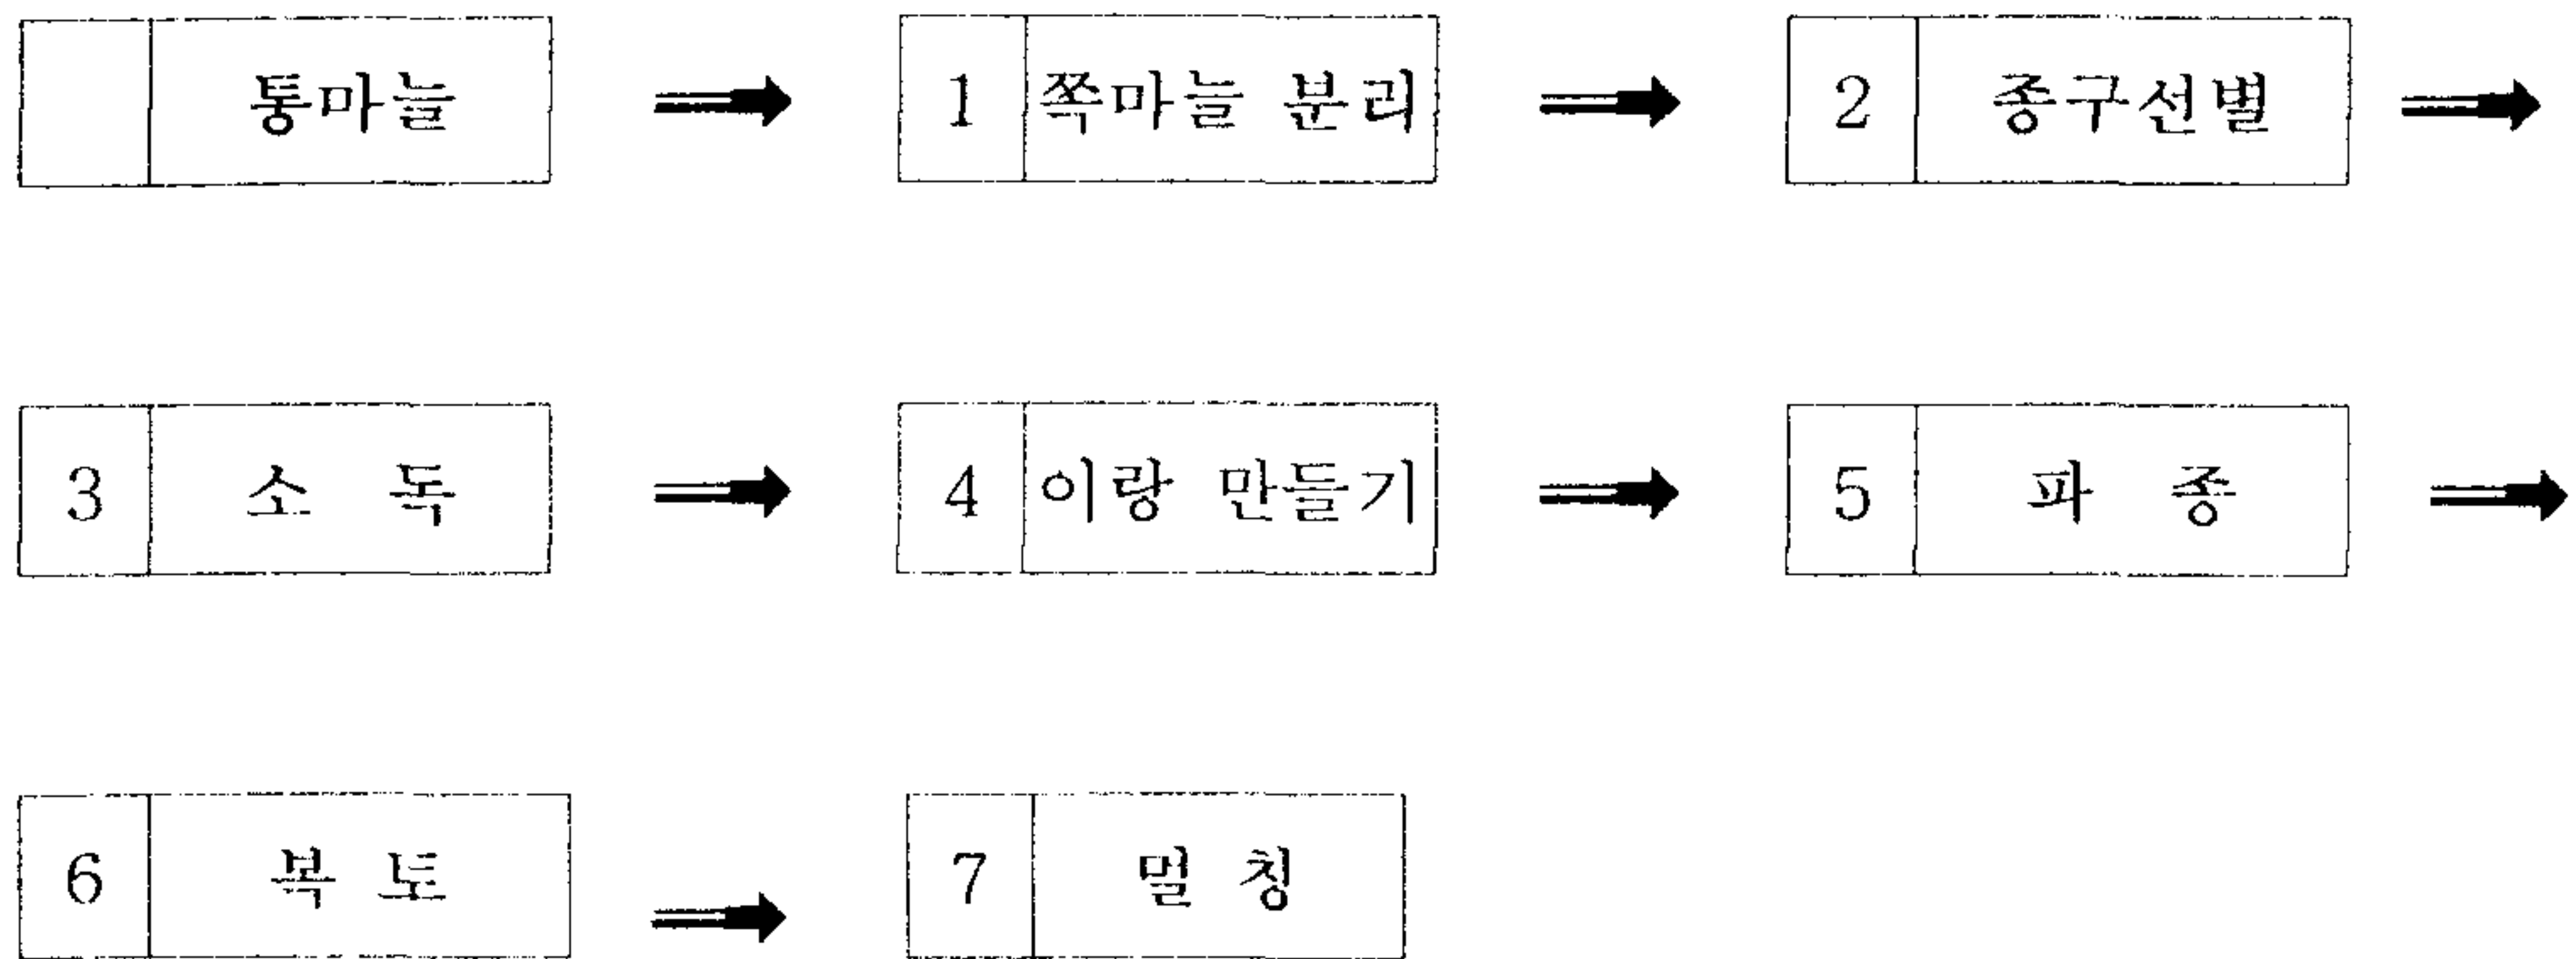 통마늘 1 쪽마늘 분리 2 종구선별
3 소 독 4 이랑 만들기 5 파 종
6 복 토 7 멀 칭